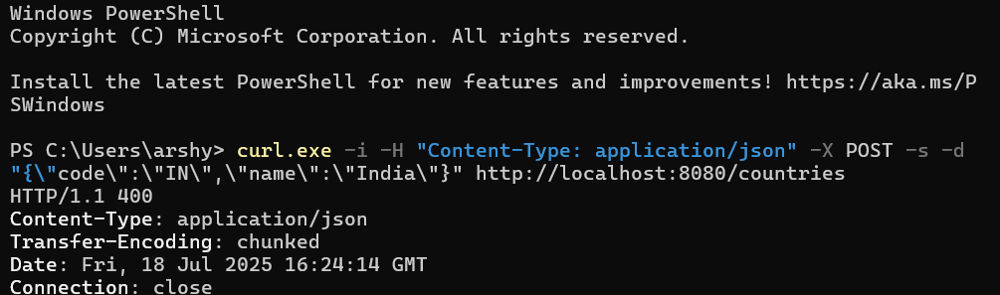 Windows PowerShell
Copyright (C) Microsoft Corporation. All rights reserved.
Install the latest PowerShell for new features and improvements! https://aka.ms/P
SWindows
PS C:\Users\arshy> curl.exe -i -H "Content-Type: application/json" -X POST -s -d
"{\"code\":\"IN\",\"name\":\"India\"}" http://localhost:8080/countries
HTTP/1.1 400
Content-Type: application/json
Transfer-Encoding: chunked
Date: Fri, 18 Jul 2025 16:24:14 GMT
Connection: close